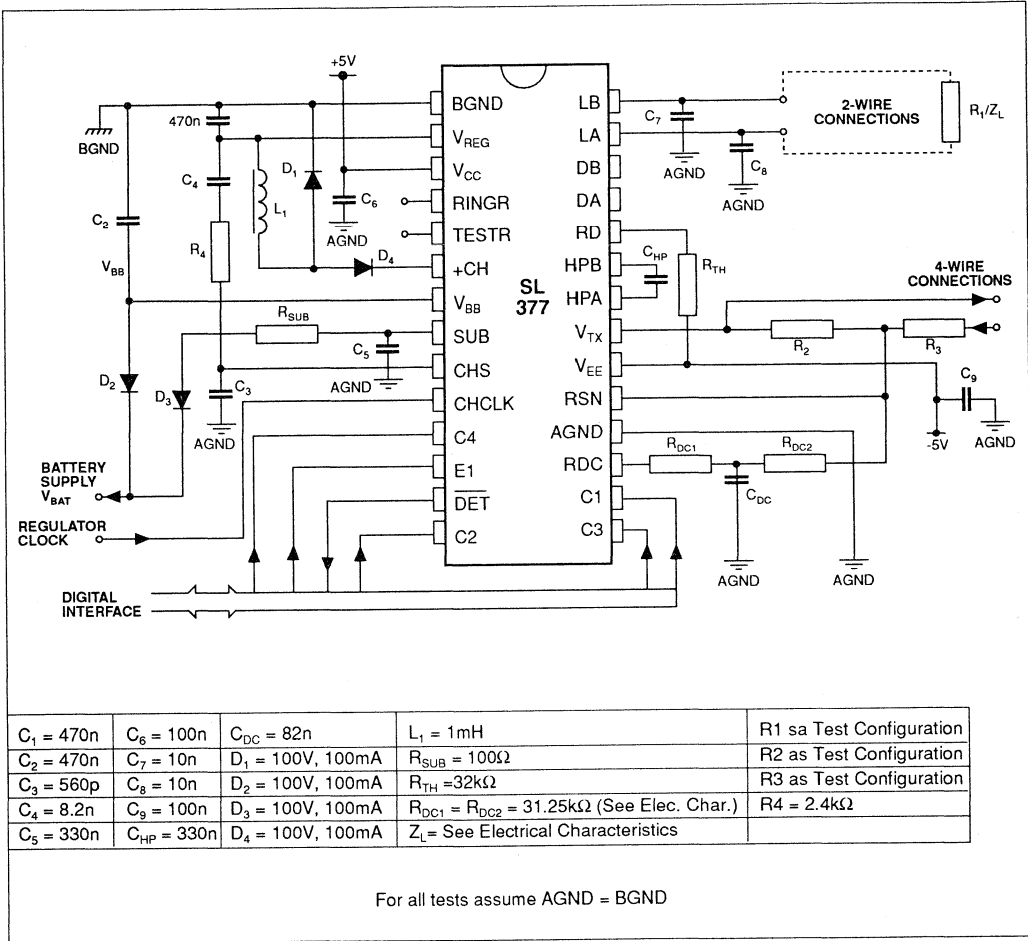 +5V
BGND
470n
BGND
C4
R4
C2
VBB
L1
D1
D4
C6
AGND
RSUB
C5
AGND
D2
D3
C3
AGND
BATTERY
SUPPLY
VBAT
REGULATOR
CLOCK
DIGITAL
INTERFACE
BGND
VREG
VCC
RINGR
TESTR
+CH
VBB
SUB
CHS
CHCLK
C4
E1
DET
C2
SL
377
LB
LA
DB
DA
RD
HPB
HPA
VTX
VEE
RSN
AGND
RDC
C1
C3
C7
AGND
C8
AGND
2-WIRE
CONNECTIONS
R1/ZL
CHP
RTH
4-WIRE
CONNECTIONS
R2
R3
C9
-5V
AGND
RDC1
RDC2
CDC
AGND
AGND
C1 = 470n C6 = 100n CDC = 82n L1 = 1mH R1 sa Test Configuration
C2 = 470n C7 = 10n D1 = 100V, 100mA RSUB = 100Ω R2 as Test Configuration
C3 = 560p C8 = 10n D2 = 100V, 100mA RTH =32kΩ R3 as Test Configuration
C4 = 8.2n C9 = 100n D3 = 100V, 100mA RDC1 = RDC2 = 31.25kΩ (See Elec. Char.) R4 = 2.4kΩ
C5 = 330n CHP = 330n D4 = 100V, 100mA ZL= See Electrical Characteristics
For all tests assume AGND = BGND